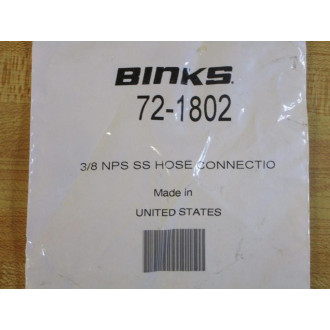 BINKS.
72-1802
3/8 NPS SS HOSE CONNECTIO
Made in
UNITED STATES